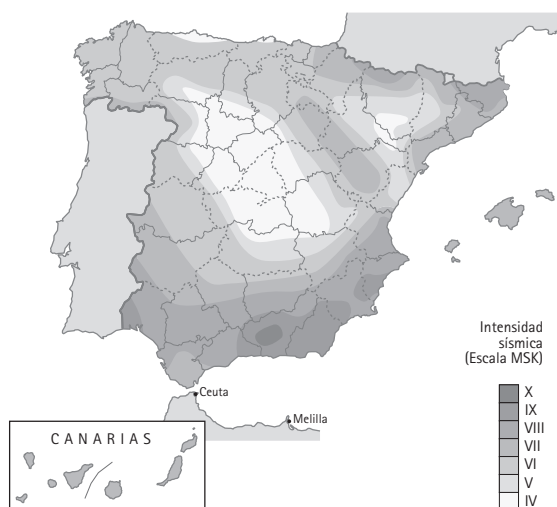 Intensidad
sísmica
(Escala MSK)
X
IX
VIII
VII
VI
V
IV
Ceuta
Melilla
CANARIAS